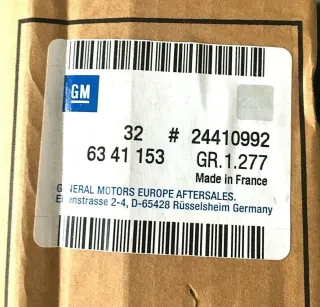 GM
32 # 24410992
63 41 153 GR.1.277
Made in France
GENERAL MOTORS EUROPE AFTERSALES.
Eisenstrasse 2-4, D-65428 Rüsselsheim Germany